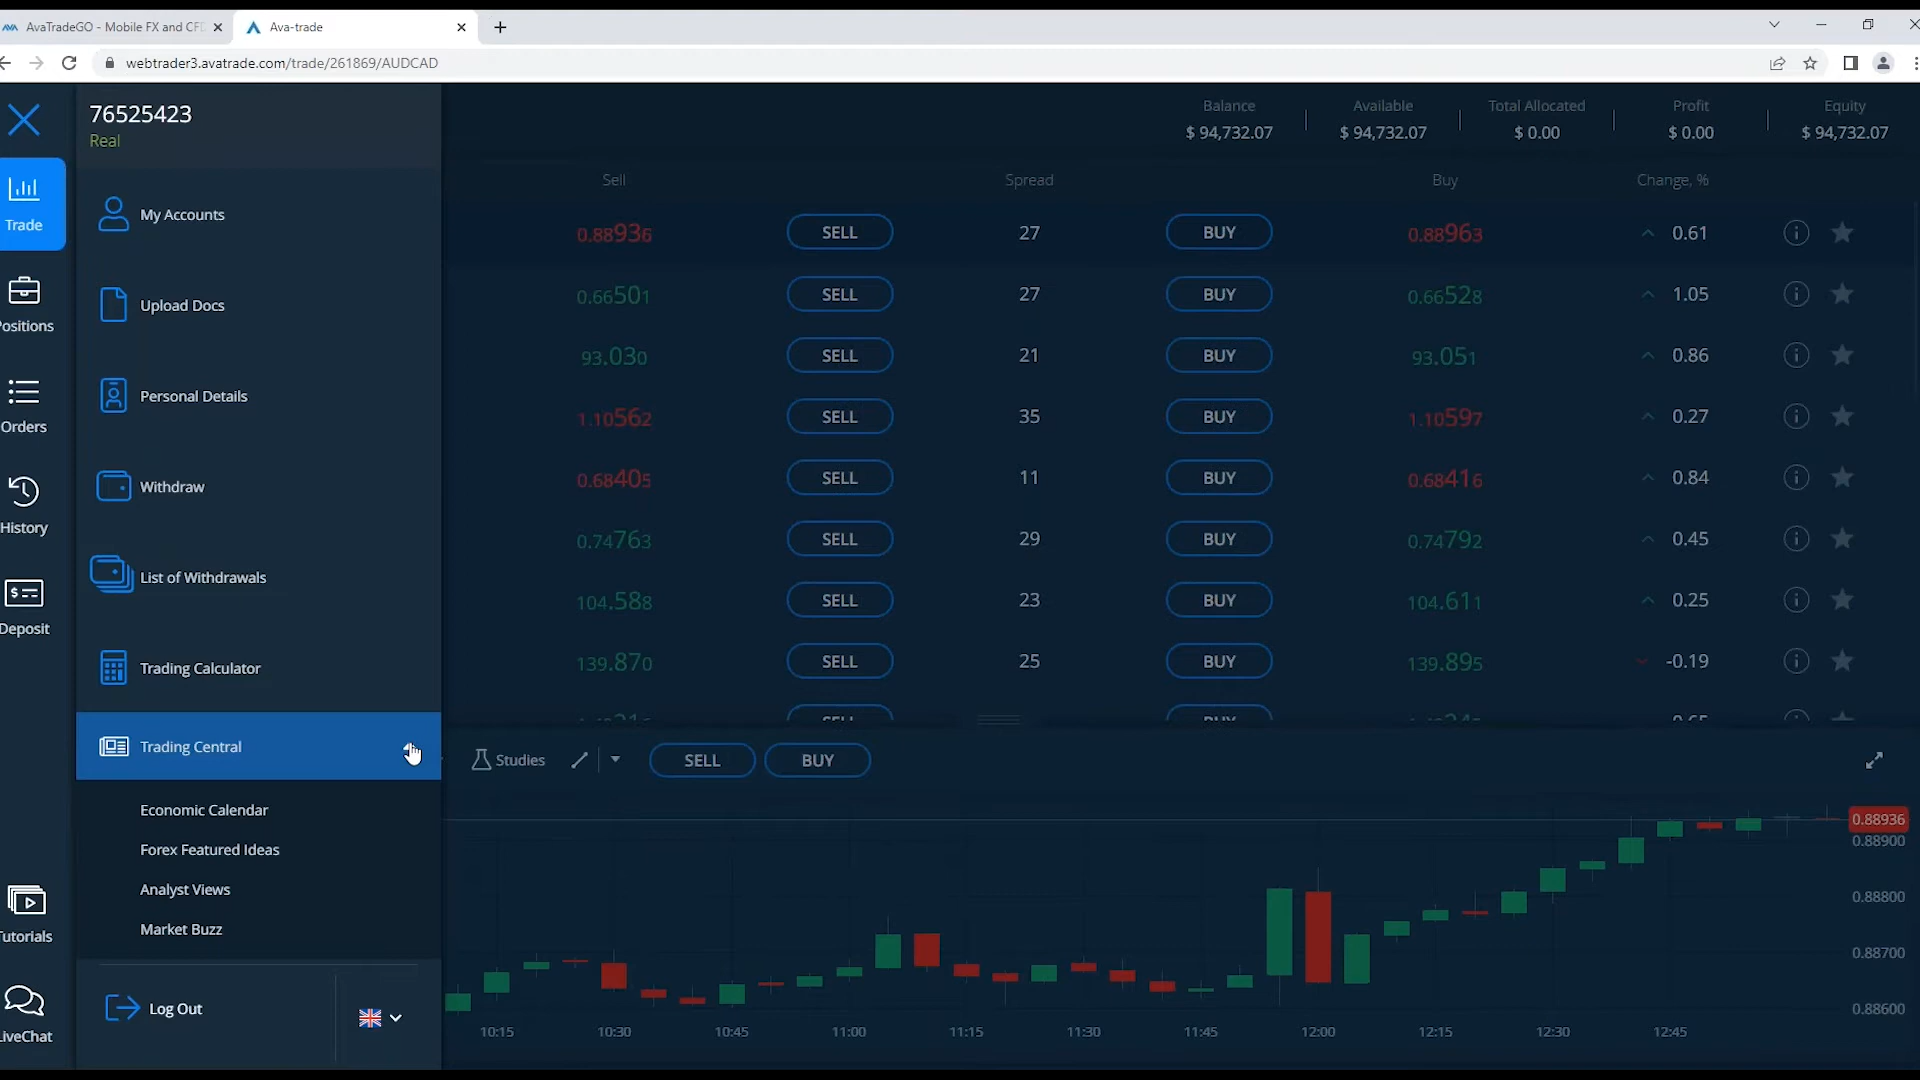 AvaTradeGO - Mobile FX and CFD
Ava-trade
webtrader3.avatrade.com/trade/261869/AUDCAD
76525423
Real
Balance
$ 94,732.07
Available
$ 94,732.07
Total Allocated
$ 0.00
Profit
$ 0.00
Equity
$ 94,732.07
Trade
Positions
Orders
History
Deposit
Tutorials
LiveChat
My Accounts
Upload Docs
Personal Details
Withdraw
List of Withdrawals
Trading Calculator
Trading Central
Economic Calendar
Forex Featured Ideas
Analyst Views
Market Buzz
Log Out
Sell Spread Buy Change, %
0.88936 SELL 27 BUY 0.88963 0.61
0.66501 SELL 27 BUY 0.66528 1.05
93.030 SELL 21 BUY 93.051 0.86
1.10562 SELL 35 BUY 1.10597 0.27
0.68405 SELL 11 BUY 0.68416 0.84
0.74763 SELL 29 BUY 0.74792 0.45
104.588 SELL 23 BUY 104.611 0.25
139.870 SELL 25 BUY 139.895 -0.19
SELL BUY
Studies SELL BUY
0.88936
0.88900
0.88800
0.88700
0.88600
10:15 10:30 10:45 11:00 11:15 11:30 11:45 12:00 12:15 12:30 12:45